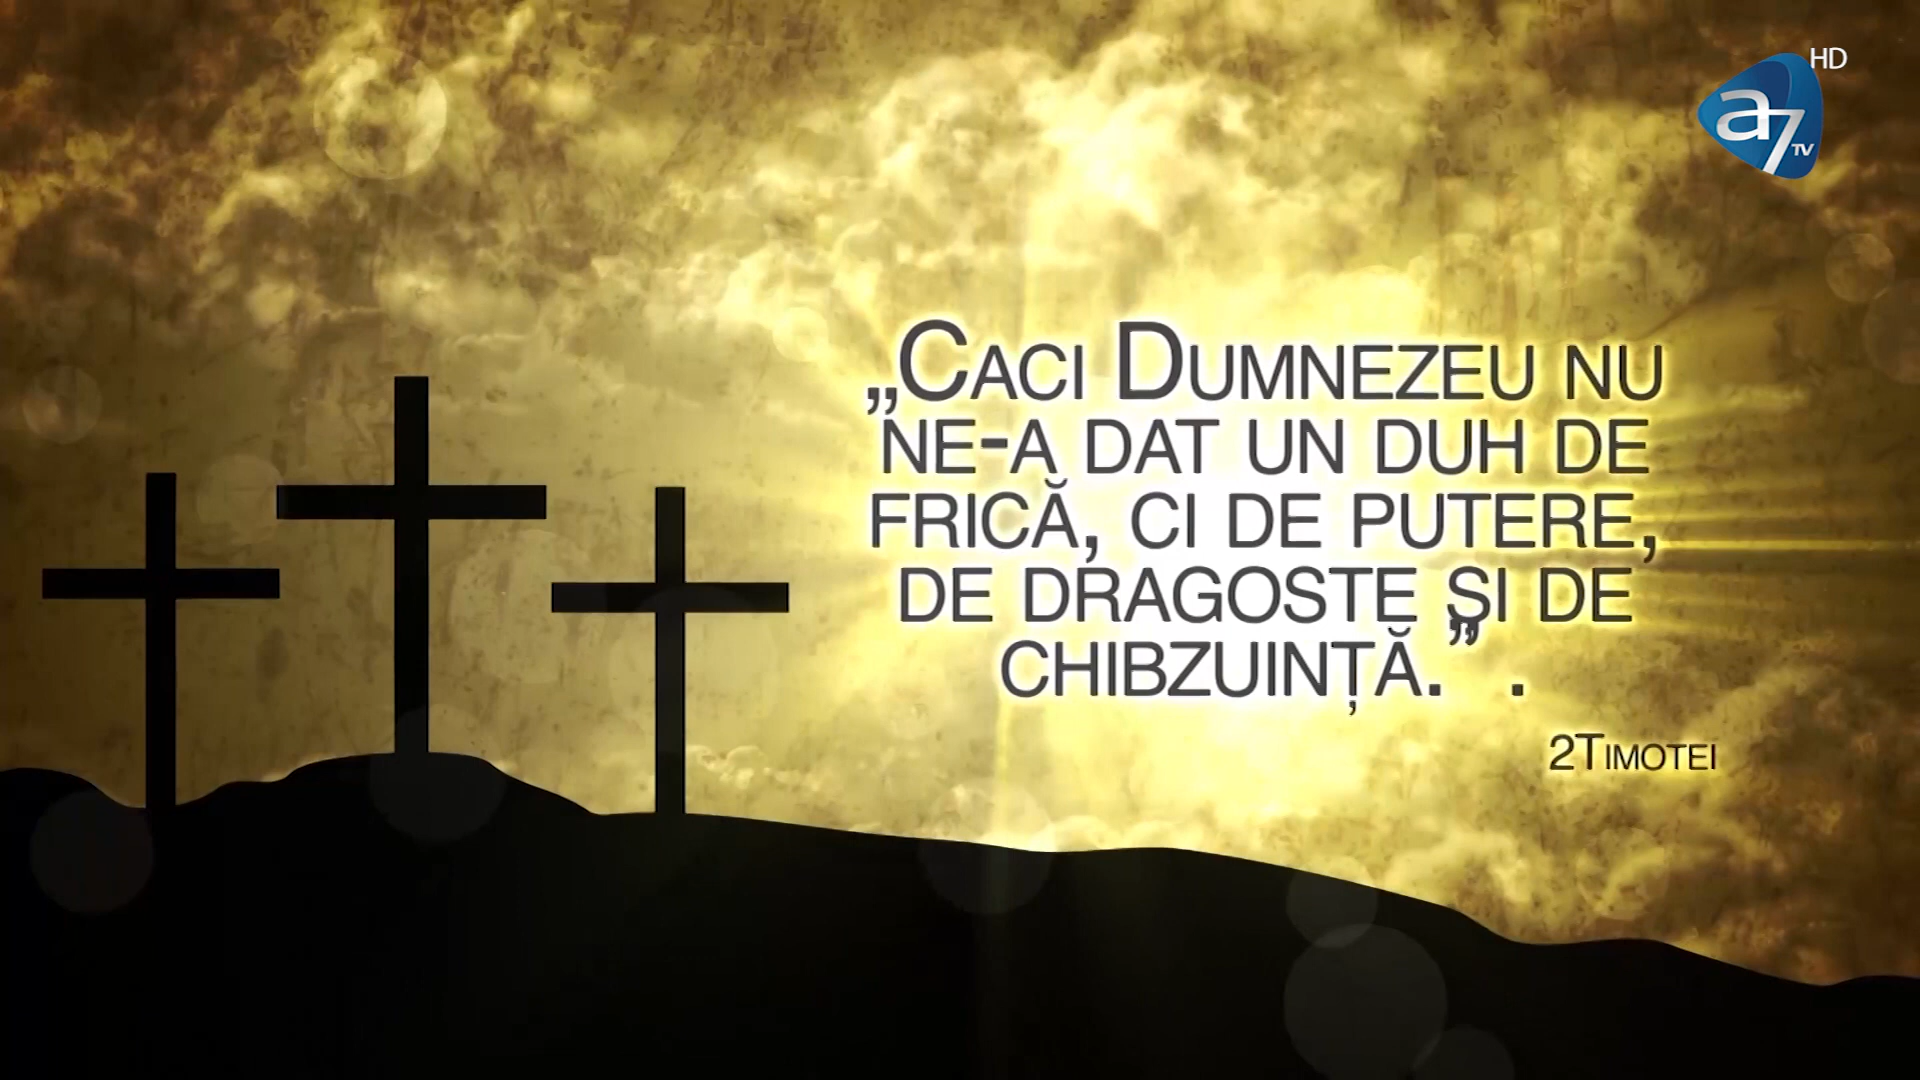 HD
a7
TV
„Caci Dumnezeu nu
ne-a dat un duh de
frică, ci de putere,
de dragoste și de
chibzuință.” .
2Timotei